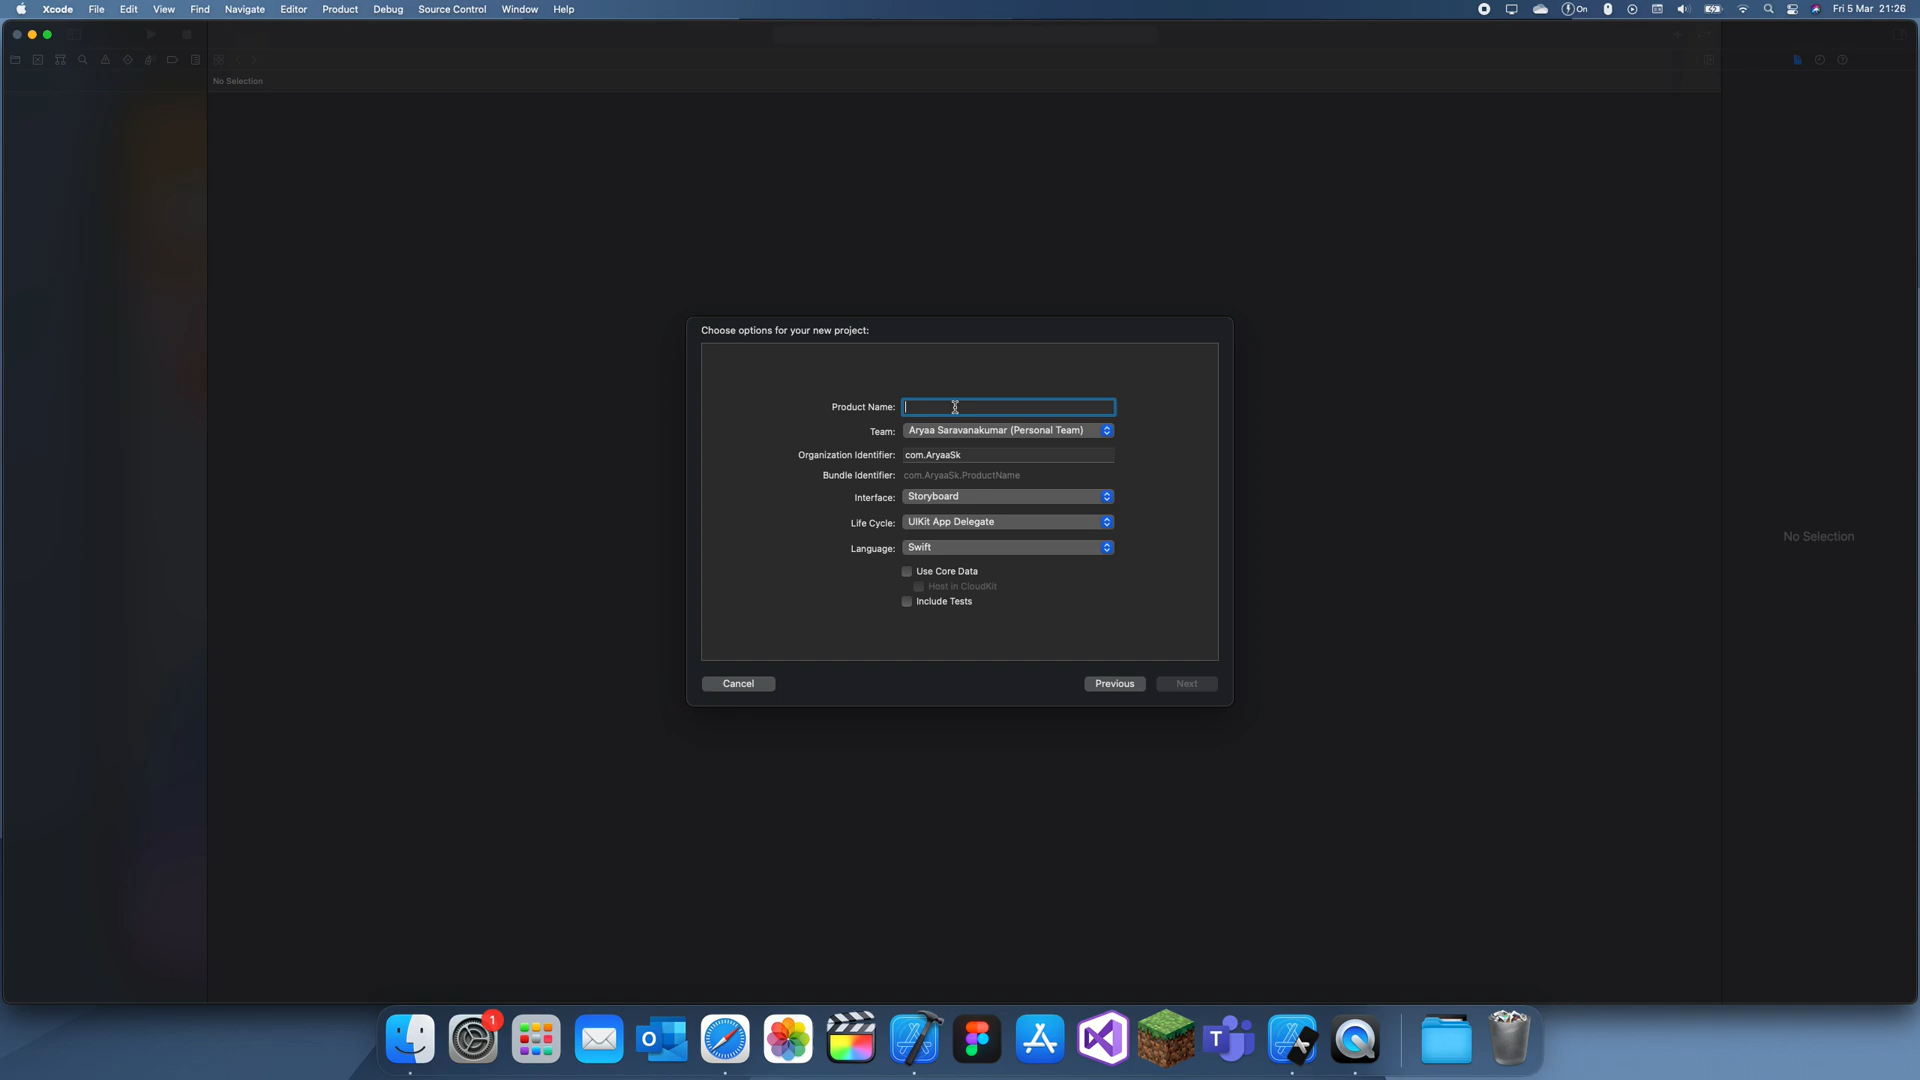 Xcode File Edit View Find Navigate Editor Product Debug Source Control Window Help On Fri 5 Mar 21:26
No Selection
Choose options for your new project:
Product Name:
Team: Aryaa Saravanakumar (Personal Team)
Organization Identifier: com.AryaaSk
Bundle Identifier: com.AryaaSk.ProductName
Interface: Storyboard
Life Cycle: UIKit App Delegate
Language: Swift
Use Core Data
Host in CloudKit
Include Tests
Cancel Previous Next
No Selection
1